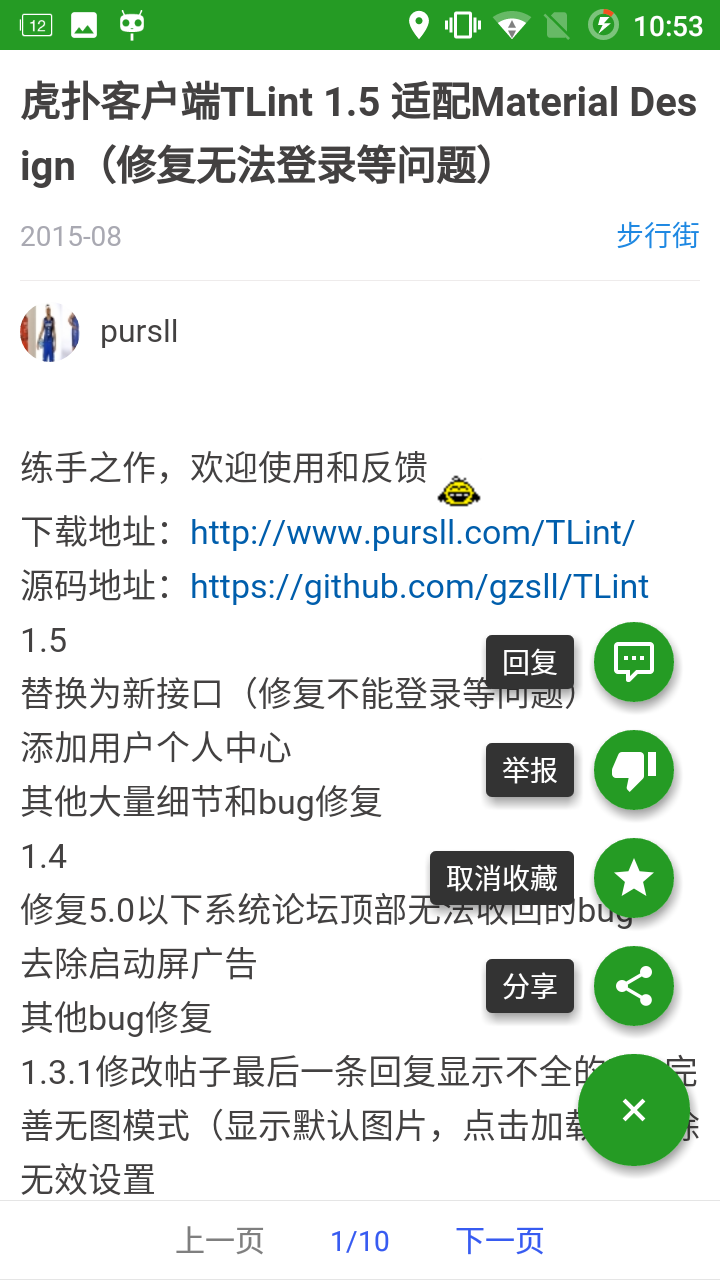 12
10:53
虎扑客户端TLint 1.5 适配Material Des
ign（修复无法登录等问题）
2015-08
步行街
pursll
练手之作，欢迎使用和反馈
下载地址：http://www.pursll.com/TLint/
源码地址：https://github.com/gzsll/TLint
1.5
回复
替换为新接口（修复不能登录等问题）
添加用户个人中心
举报
其他大量细节和bug修复
1.4
取消收藏
修复5.0以下系统论坛顶部无法收回的bug
去除启动屏广告
分享
其他bug修复
1.3.1修改帖子最后一条回复显示不全的 完
善无图模式（显示默认图片，点击加载 除
无效设置
上一页
1/10
下一页